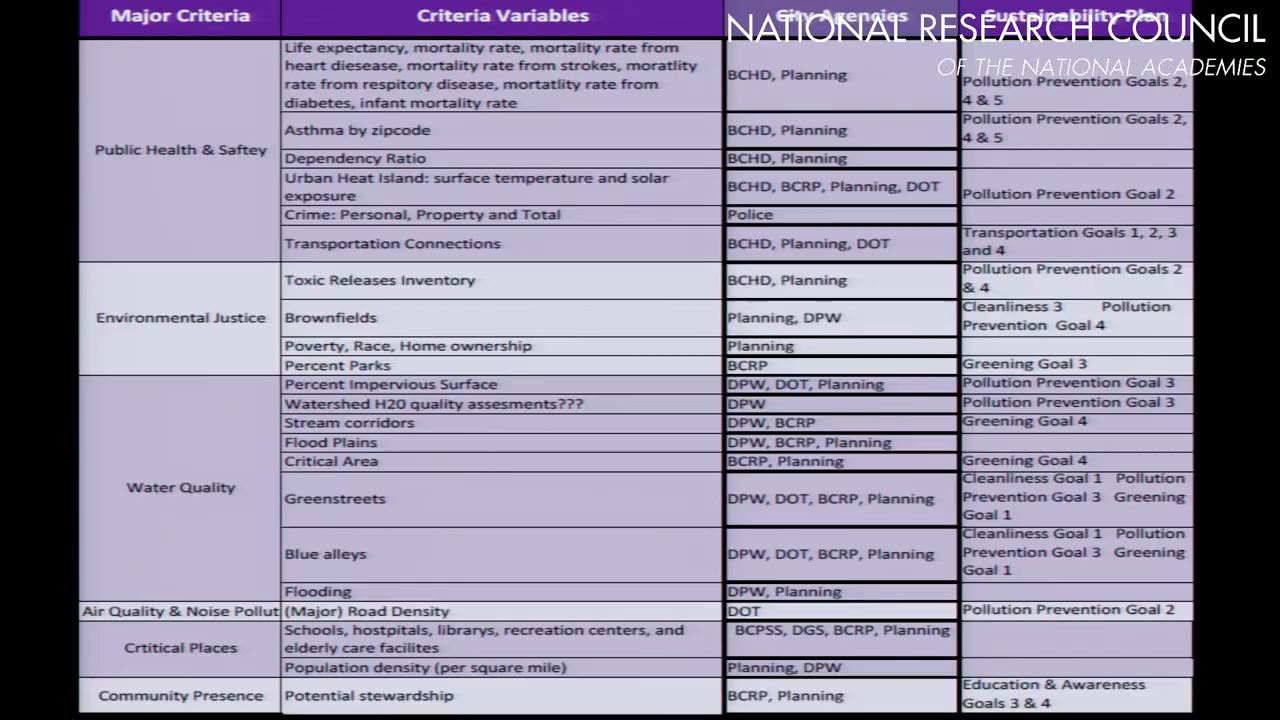 Major Criteria
Criteria Variables
City Agencies
Sustainability Plan
NATIONAL RESEARCH COUNCIL
OF THE NATIONAL ACADEMIES
Public Health & Saftey
Life expectancy, mortality rate, mortality rate from
heart diesease, mortality rate from strokes, moratlity
rate from respitory disease, mortatlity rate from
diabetes, infant mortality rate
BCHD, Planning
Pollution Prevention Goals 2,
4 & 5
Asthma by zipcode
BCHD, Planning
Pollution Prevention Goals 2,
4 & 5
Dependency Ratio
BCHD, Planning
Urban Heat Island: surface temperature and solar
exposure
BCHD, BCRP, Planning, DOT
Pollution Prevention Goal 2
Crime: Personal, Property and Total
Police
Transportation Connections
BCHD, Planning, DOT
Transportation Goals 1, 2, 3
and 4
Environmental Justice
Toxic Releases Inventory
BCHD, Planning
Pollution Prevention Goals 2
& 4
Brownfields
Planning, DPW
Cleanliness 3 Pollution
Prevention Goal 4
Poverty, Race, Home ownership
Planning
Percent Parks
BCRP
Greening Goal 3
Water Quality
Percent Impervious Surface
DPW, DOT, Planning
Pollution Prevention Goal 3
Watershed H20 quality assesments???
DPW
Pollution Prevention Goal 3
Stream corridors
DPW, BCRP
Greening Goal 4
Flood Plains
DPW, BCRP, Planning
Critical Area
BCRP, Planning
Greening Goal 4
Greenstreets
DPW, DOT, BCRP, Planning
Cleanliness Goal 1 Pollution
Prevention Goal 3 Greening
Goal 1
Blue alleys
DPW, DOT, BCRP, Planning
Cleanliness Goal 1 Pollution
Prevention Goal 3 Greening
Goal 1
Flooding
DPW, Planning
Air Quality & Noise Pollut
(Major) Road Density
DOT
Pollution Prevention Goal 2
Crtitical Places
Schools, hostpitals, librarys, recreation centers, and
elderly care facilites
BCPSS, DGS, BCRP, Planning
Population density (per square mile)
Planning, DPW
Community Presence
Potential stewardship
BCRP, Planning
Education & Awareness
Goals 3 & 4